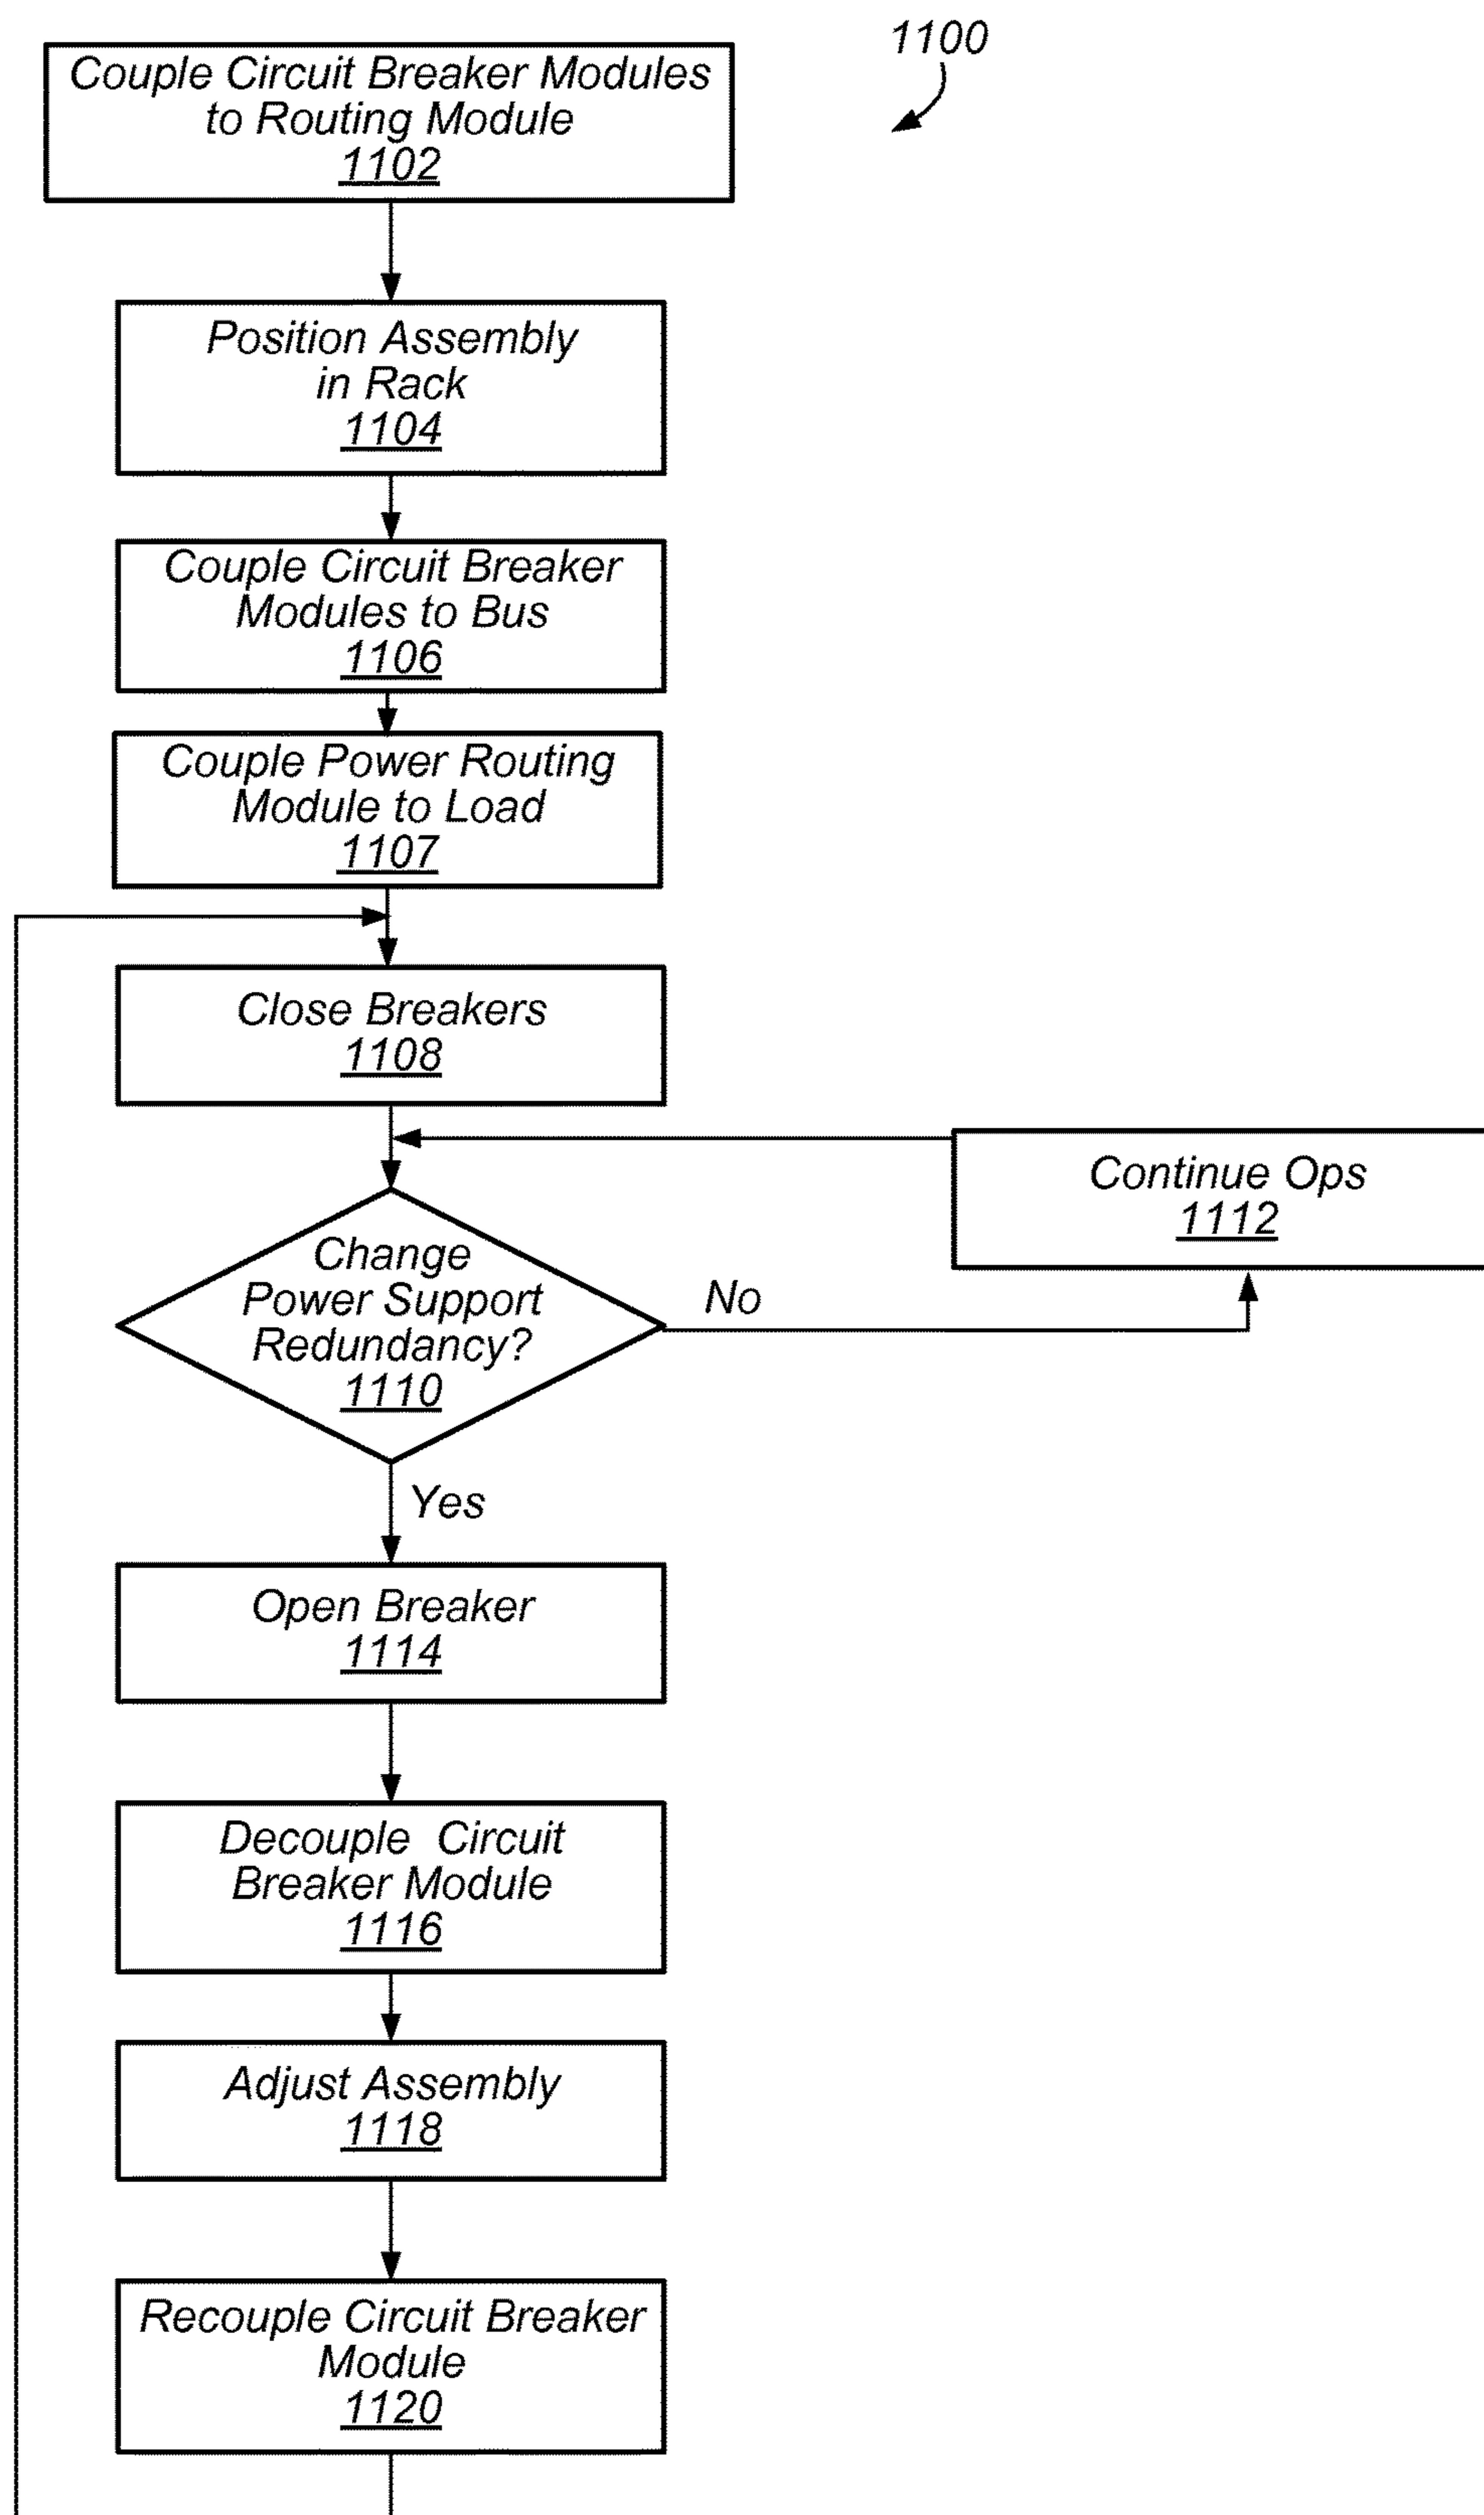 1100
Couple Circuit Breaker Modules
to Routing Module
1102
Position Assembly
in Rack
1104
Couple Circuit Breaker
Modules to Bus
1106
Couple Power Routing
Module to Load
1107
Close Breakers
1108
Continue Ops
1112
Change
Power Support
Redundancy?
1110
No
Yes
Open Breaker
1114
Decouple Circuit
Breaker Module
1116
Adjust Assembly
1118
Recouple Circuit Breaker
Module
1120